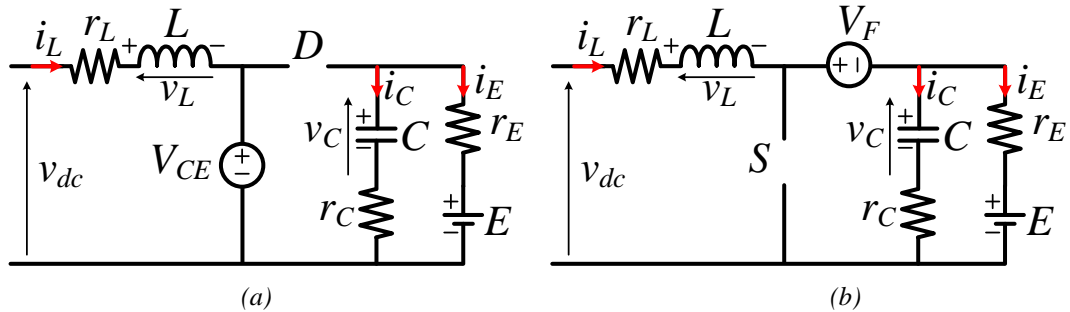 i_L r_L + L − D
v_L i_C i_E
v_C + − C r_E
v_dc V_CE + −
r_C + − E
(a)
i_L r_L + L − V_F
+ −
v_L i_C i_E
v_C + − C r_E
v_dc S
r_C + − E
(b)